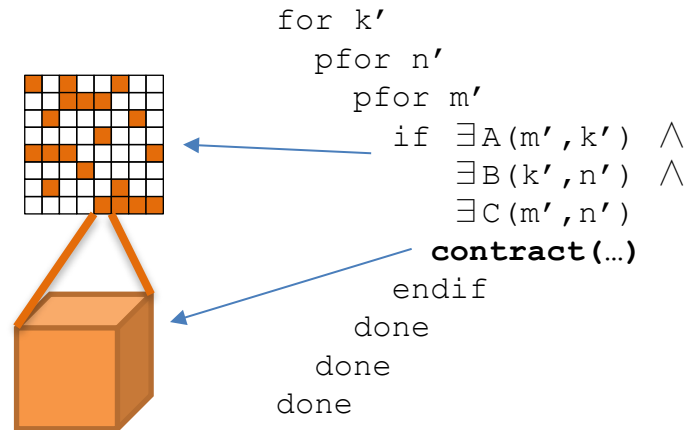 for k′
pfor n′
pfor m′
if ∃A(m′,k′) ∧
∃B(k′,n′) ∧
∃C(m′,n′)
contract(…)
endif
done
done
done